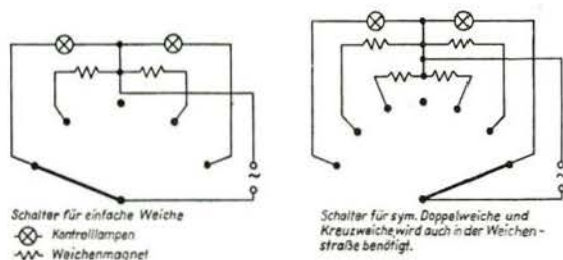 Schalter für einfache Weiche
Kontrollampen
Weichenmagnet
Schalter für sym. Doppelweiche und
Kreuzweiche, wird auch in der Weichen-
straße benötigt.
~
~